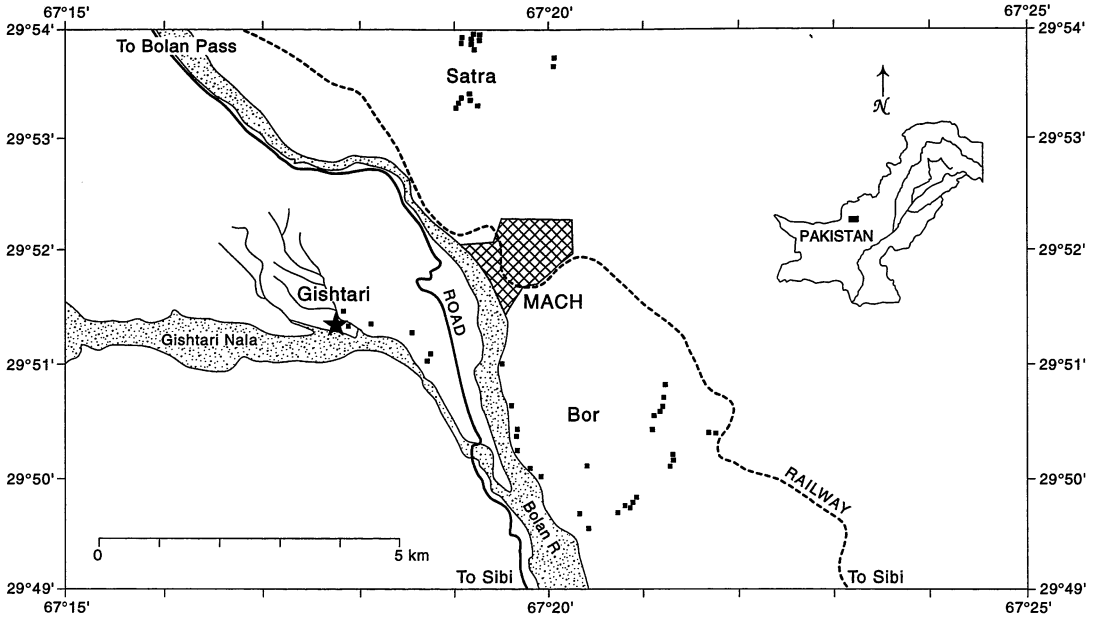 67°15' 67°20' 67°25'
29°54' 29°54'
To Bolan Pass
Satra
N
29°53' 29°53'
PAKISTAN
29°52' 29°52'
Gishtari
MACH
ROAD
Gishtari Nala
29°51' 29°51'
Bor
29°50' 29°50'
RAILWAY
Bolan R.
0 5 km
To Sibi To Sibi
29°49' 29°49'
67°15' 67°20' 67°25'